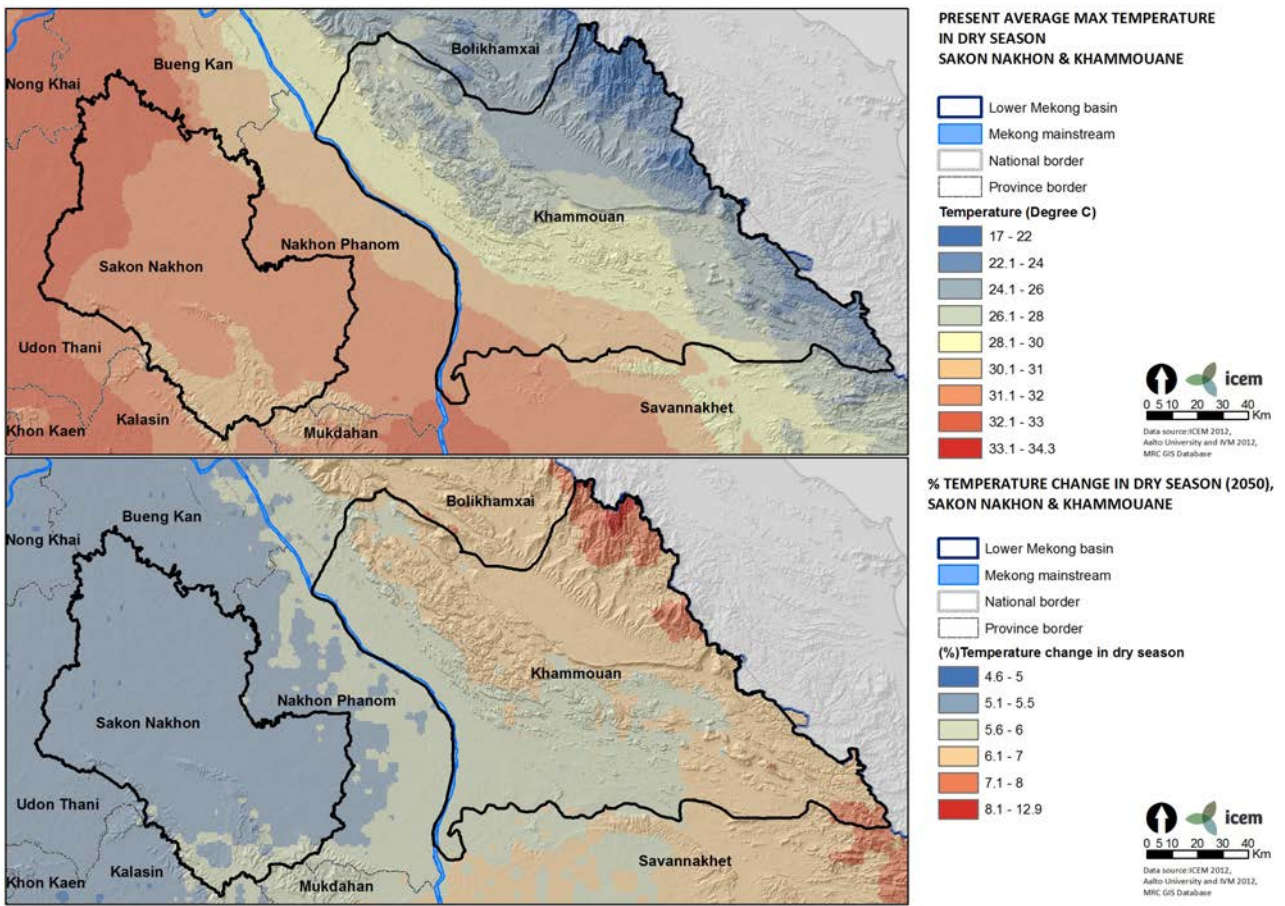 Bolikhamxai
Bueng Kan
Nong Khai
Khammouan
Nakhon Phanom
Sakon Nakhon
Udon Thani
Kalasin
Savannakhet
Khon Kaen
Mukdahan
PRESENT AVERAGE MAX TEMPERATURE
IN DRY SEASON
SAKON NAKHON & KHAMMOUANE
Lower Mekong basin
Mekong mainstream
National border
Province border
Temperature (Degree C)
17 - 22
22.1 - 24
24.1 - 26
26.1 - 28
28.1 - 30
30.1 - 31
31.1 - 32
32.1 - 33
33.1 - 34.3
icem
0 5 10 20 30 40
Km
Data source:ICEM 2012,
Aalto University and IVM 2012,
MRC GIS Database
Bolikhamxai
Bueng Kan
Nong Khai
Khammouan
Nakhon Phanom
Sakon Nakhon
Udon Thani
Kalasin
Savannakhet
Khon Kaen
Mukdahan
% TEMPERATURE CHANGE IN DRY SEASON (2050),
SAKON NAKHON & KHAMMOUANE
Lower Mekong basin
Mekong mainstream
National border
Province border
(%)Temperature change in dry season
4.6 - 5
5.1 - 5.5
5.6 - 6
6.1 - 7
7.1 - 8
8.1 - 12.9
icem
0 5 10 20 30 40
Km
Data source:ICEM 2012,
Aalto University and IVM 2012,
MRC GIS Database